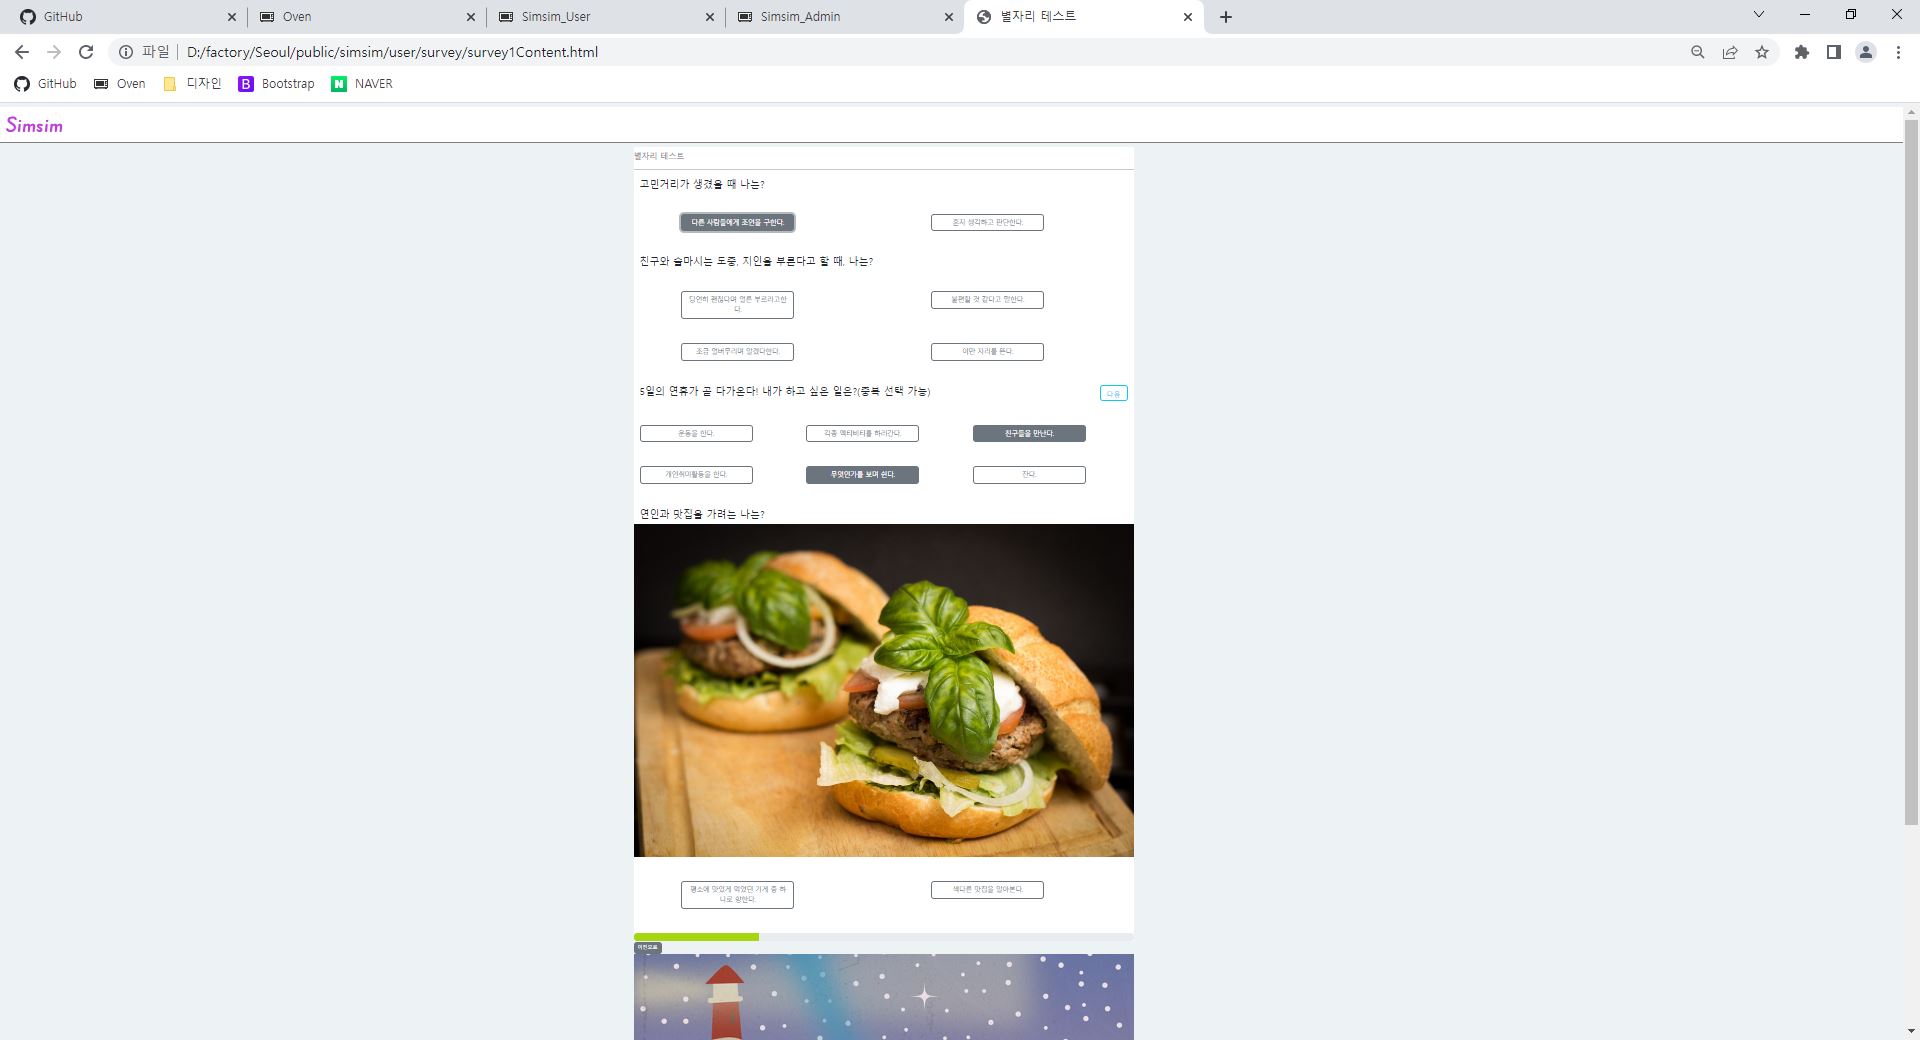 GitHub
Oven
Simsim_User
Simsim_Admin
별자리 테스트
파일
D:/factory/Seoul/public/simsim/user/survey/survey1Content.html
GitHub
Oven
디자인
B
Bootstrap
N
NAVER
Simsim
별자리 테스트
고민거리가 생겼을 때 나는?
다른 사람들에게 조언을 구한다.
혼자 생각하고 판단한다.
친구와 술마시는 도중, 지인을 부른다고 할 때, 나는?
당연히 괜찮다며 얼른 부르라고한
다.
불편할 것 같다고 말한다.
조금 얼버무리며 알겠다한다.
이만 자리를 뜬다.
5일의 연휴가 곧 다가온다! 내가 하고 싶은 일은?(중복 선택 가능)
다음
운동을 한다.
각종 액티비티를 하러간다.
친구들을 만난다.
개인취미활동을 한다.
무엇인가를 보며 쉰다.
잔다.
연인과 맛집을 가려는 나는?
평소에 맛있게 먹었던 가게 중 하
나로 향한다.
색다른 맛집을 알아본다.
이전으로